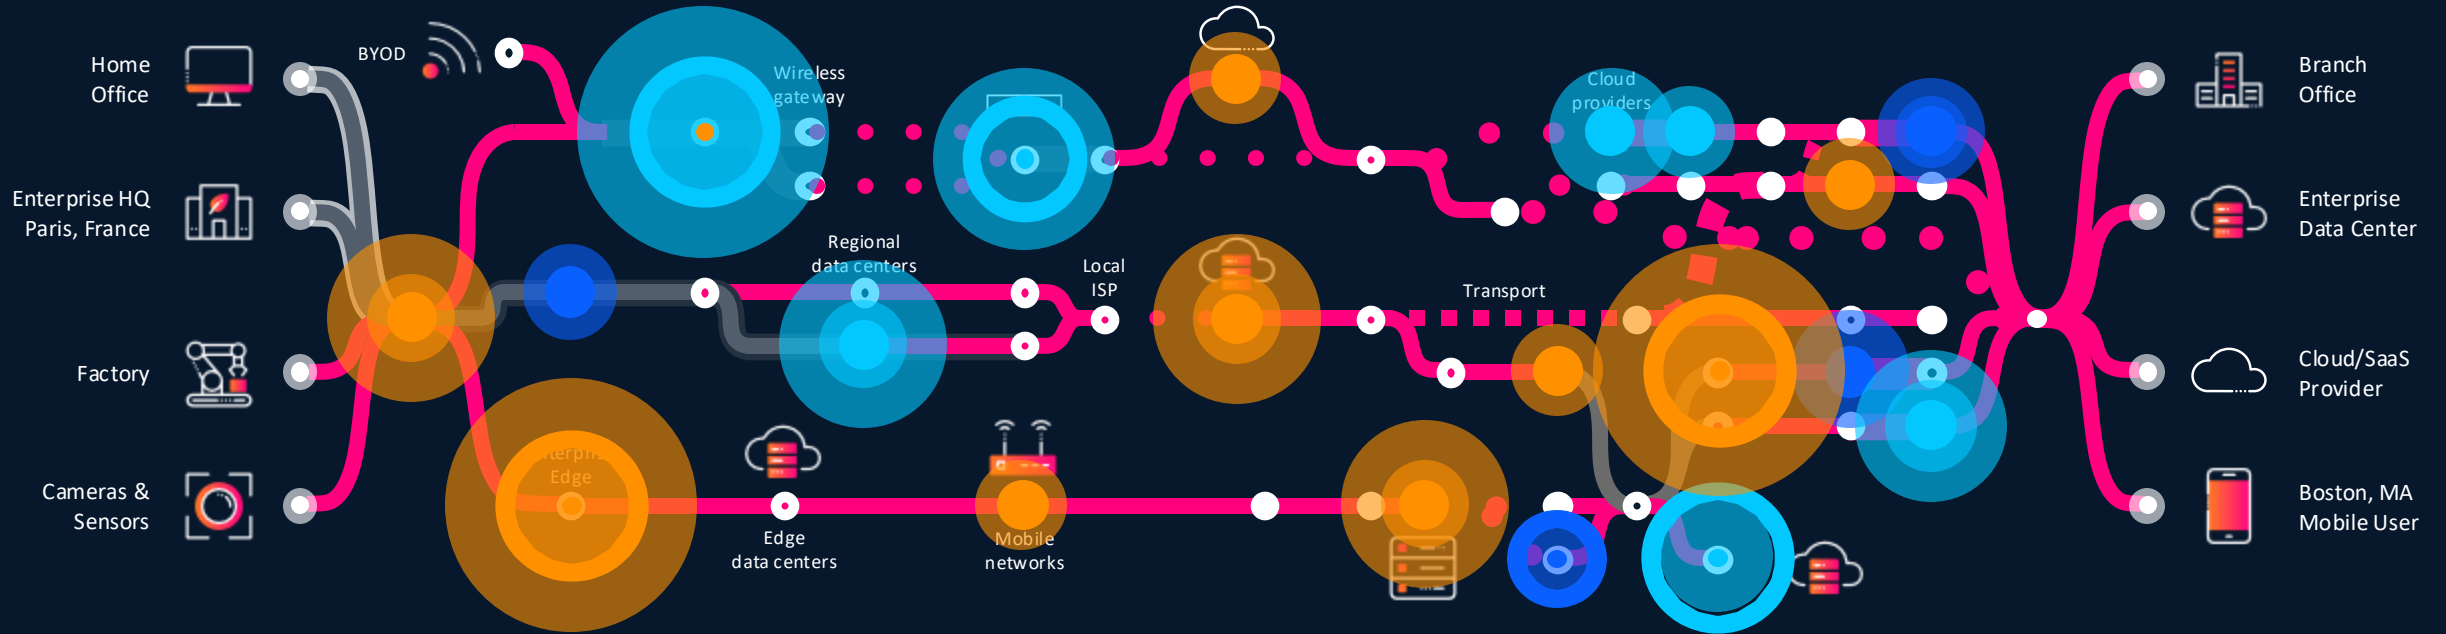 Home
Office
BYOD
Wireless
gateway
Cloud
providers
Branch
Office
Enterprise HQ
Paris, France
Regional
data centers
Local
ISP
Transport
Enterprise
Data Center
Factory
Cloud/SaaS
Provider
Edge
Cameras &
Sensors
Edge
data centers
Mobile
networks
Boston, MA
Mobile User